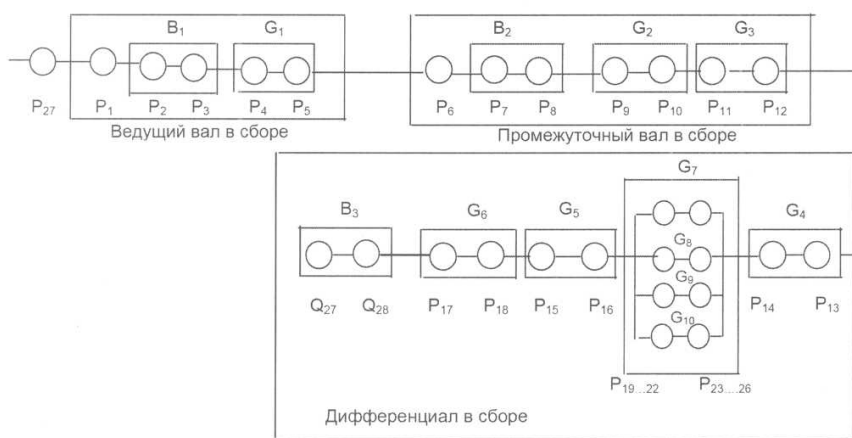 B₁ G₁ B₂ G₂ G₃
P₂₇ P₁ P₂ P₃ P₄ P₅ P₆ P₇ P₈ P₉ P₁₀ P₁₁ P₁₂
Ведущий вал в сборе Промежуточный вал в сборе
G₇
B₃ G₆ G₅ G₄
G₈
G₉
Q₂₇ Q₂₈ P₁₇ P₁₈ P₁₅ P₁₆ P₁₄ P₁₃
G₁₀
P₁₉...₂₂ P₂₃....₂₆
Дифференциал в сборе